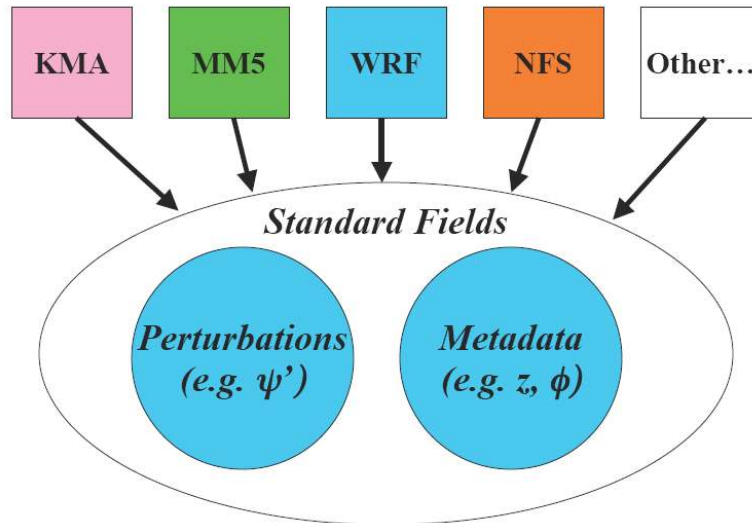 KMA
MM5
WRF
NFS
Other…
Standard Fields
Perturbations
(e.g. ψ’)
Metadata
(e.g. z, ϕ)